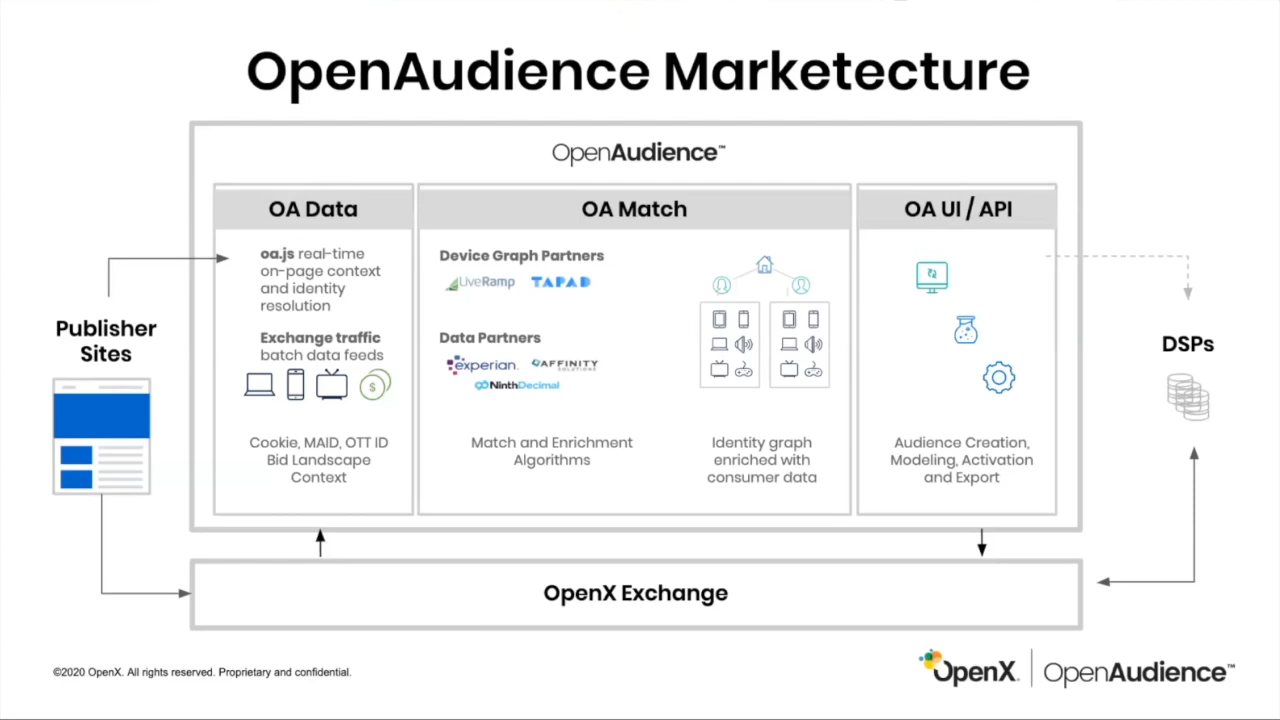 OpenAudience Marketecture
OpenAudience™
OA Data
OA Match
OA UI / API
Publisher
Sites
oa.js real-time
on-page context
and identity
resolution
Exchange traffic
batch data feeds
$
Cookie, MAID, OTT ID
Bid Landscape
Context
Device Graph Partners
LiveRamp TAPAD
Data Partners
experian. AFFINITY
SOLUTIONS
NinthDecimal
Match and Enrichment
Algorithms
Identity graph
enriched with
consumer data
Audience Creation,
Modeling, Activation
and Export
DSPs
OpenX Exchange
©2020 OpenX. All rights reserved. Proprietary and confidential.
OpenX. OpenAudience™